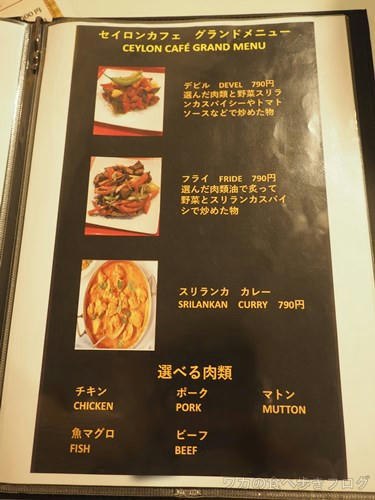 セイロンカフェ グランドメニュー
CEYLON CAFÉ GRAND MENU
デビル DEVEL 790円
選んだ肉類と野菜スリラ
ンカスパイシーやトマト
ソースなどで炒めた物
フライ FRIDE 790円
選んだ肉類油で炙って
野菜とスリランカスパイ
シで炒めた物
スリランカ カレー
SRILANKAN CURRY 790円
選べる肉類
チキン ポーク マトン
CHICKEN PORK MUTTON
魚マグロ ビーフ
FISH BEEF
ワカの食べ歩きブログ